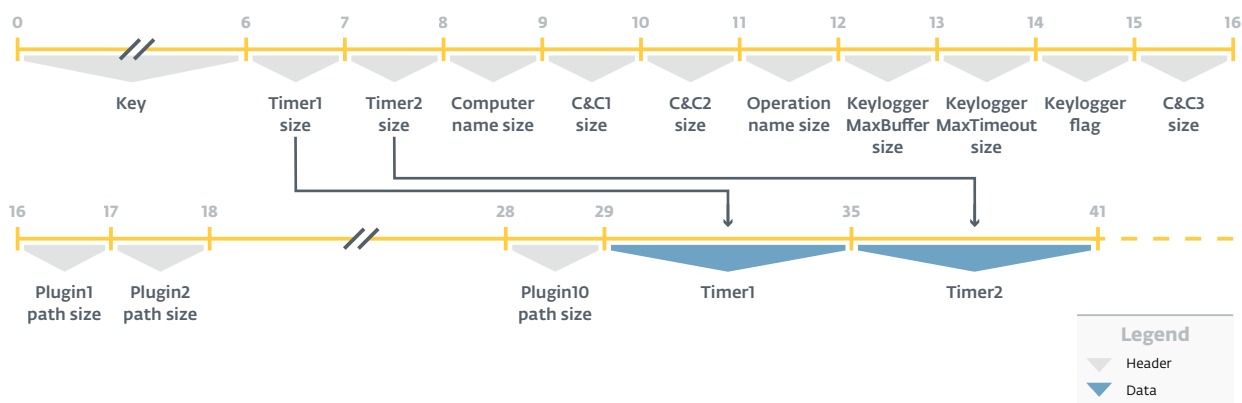 0 6 7 8 9 10 11 12 13 14 15 16
Key
Timer1
size
Timer2
size
Computer
name size
C&C1
size
C&C2
size
Operation
name size
Keylogger
MaxBuffer
size
Keylogger
MaxTimeout
size
Keylogger
flag
C&C3
size
16 17 18 28 29 35 41
Plugin1
path size
Plugin2
path size
Plugin10
path size
Timer1
Timer2
Legend
Header
Data